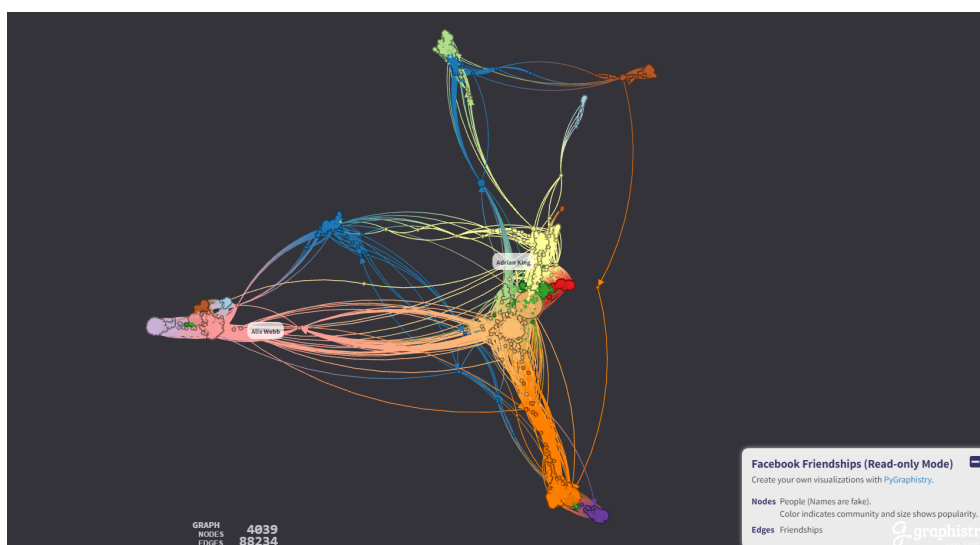 Adrian King
Alix Webb
Facebook Friendships (Read-only Mode)
Create your own visualizations with PyGraphistry.
Nodes People (Names are fake).
Color indicates community and size shows popularity.
Edges Friendships
GRAPH
NODES 4039
EDGES 88234
graphistry